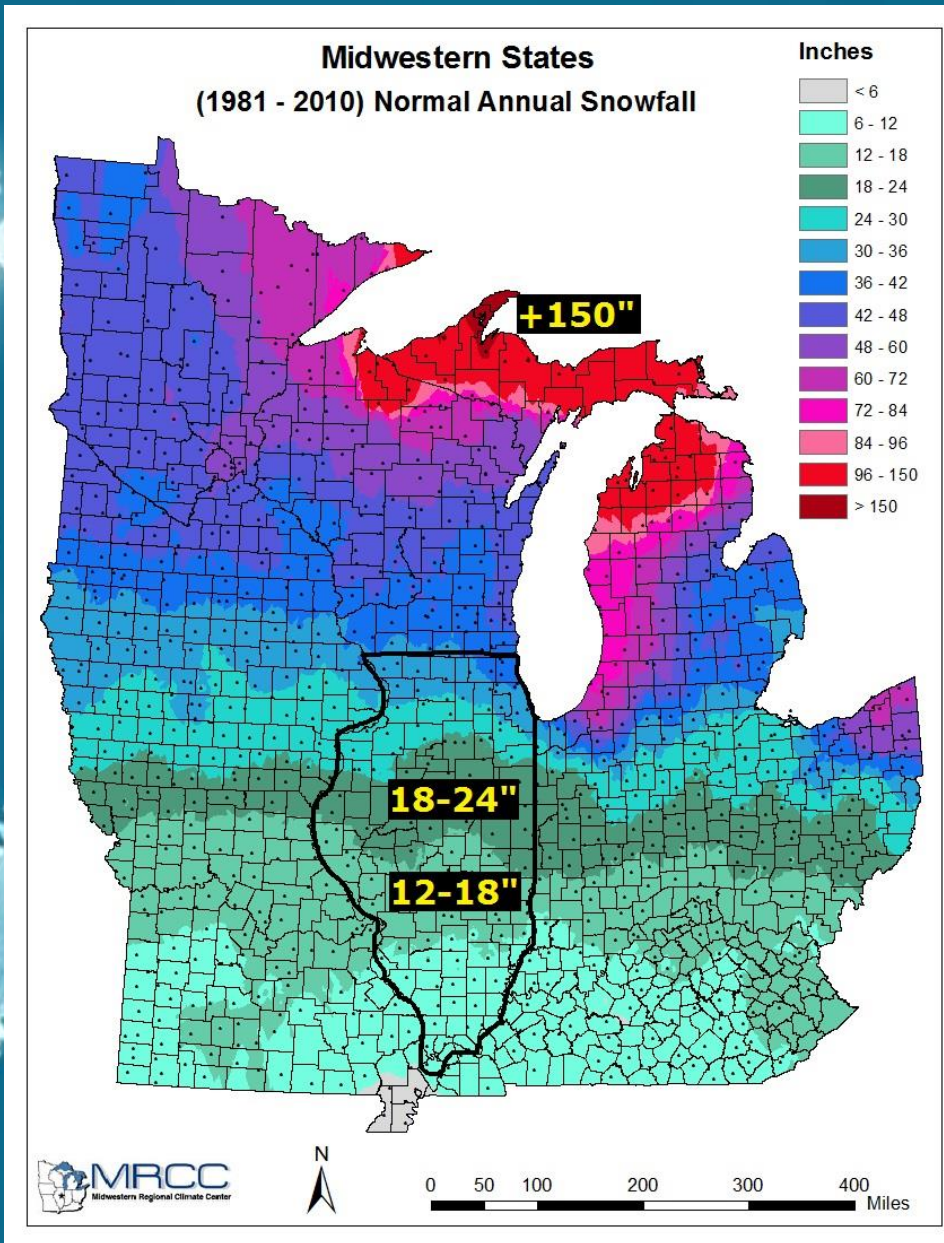 Midwestern States
(1981 - 2010) Normal Annual Snowfall
Inches
< 6
6 - 12
12 - 18
18 - 24
24 - 30
30 - 36
36 - 42
42 - 48
48 - 60
60 - 72
72 - 84
84 - 96
96 - 150
> 150
+150"
18-24"
12-18"
MRCC
Midwestern Regional Climate Center
N
0 50 100 200 300 400
Miles